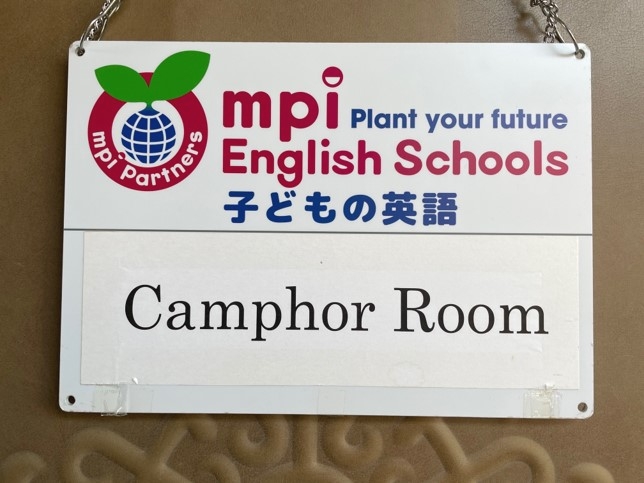 mpi Partners
mpi Plant your future
English Schools
子どもの英語
Camphor Room